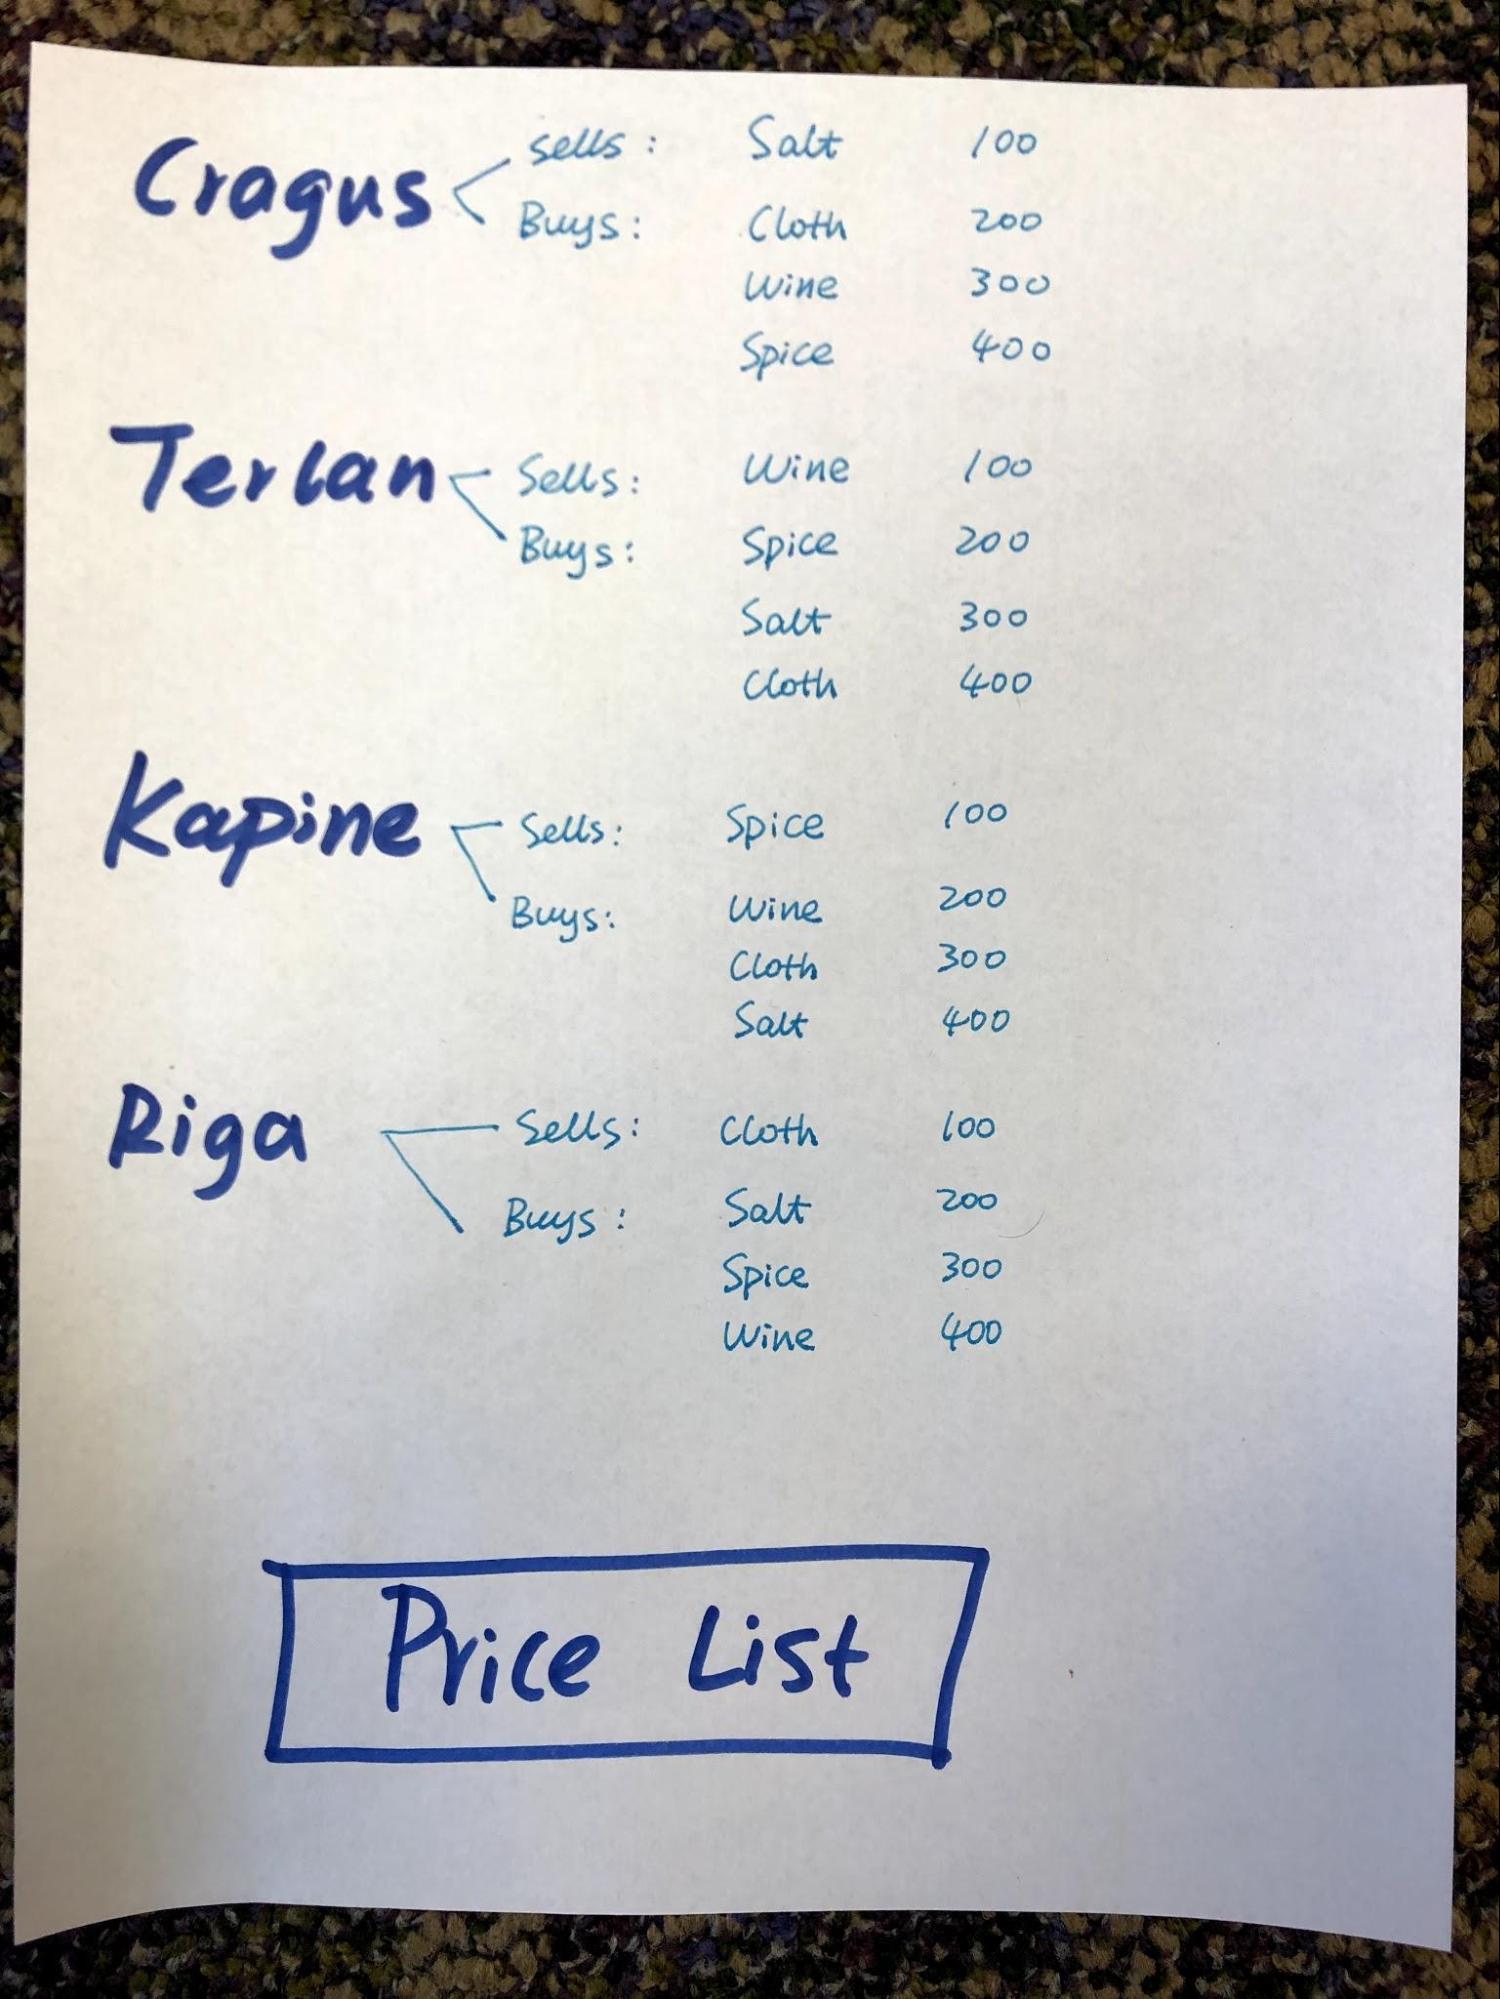 Cragus sells: Salt 100
Buys: Cloth 200
Wine 300
Spice 400
Terlan Sells: Wine 100
Buys: Spice 200
Salt 300
Cloth 400
Kapine Sells: Spice 100
Buys: Wine 200
Cloth 300
Salt 400
Riga Sells: Cloth 100
Buys: Salt 200
Spice 300
Wine 400
Price List